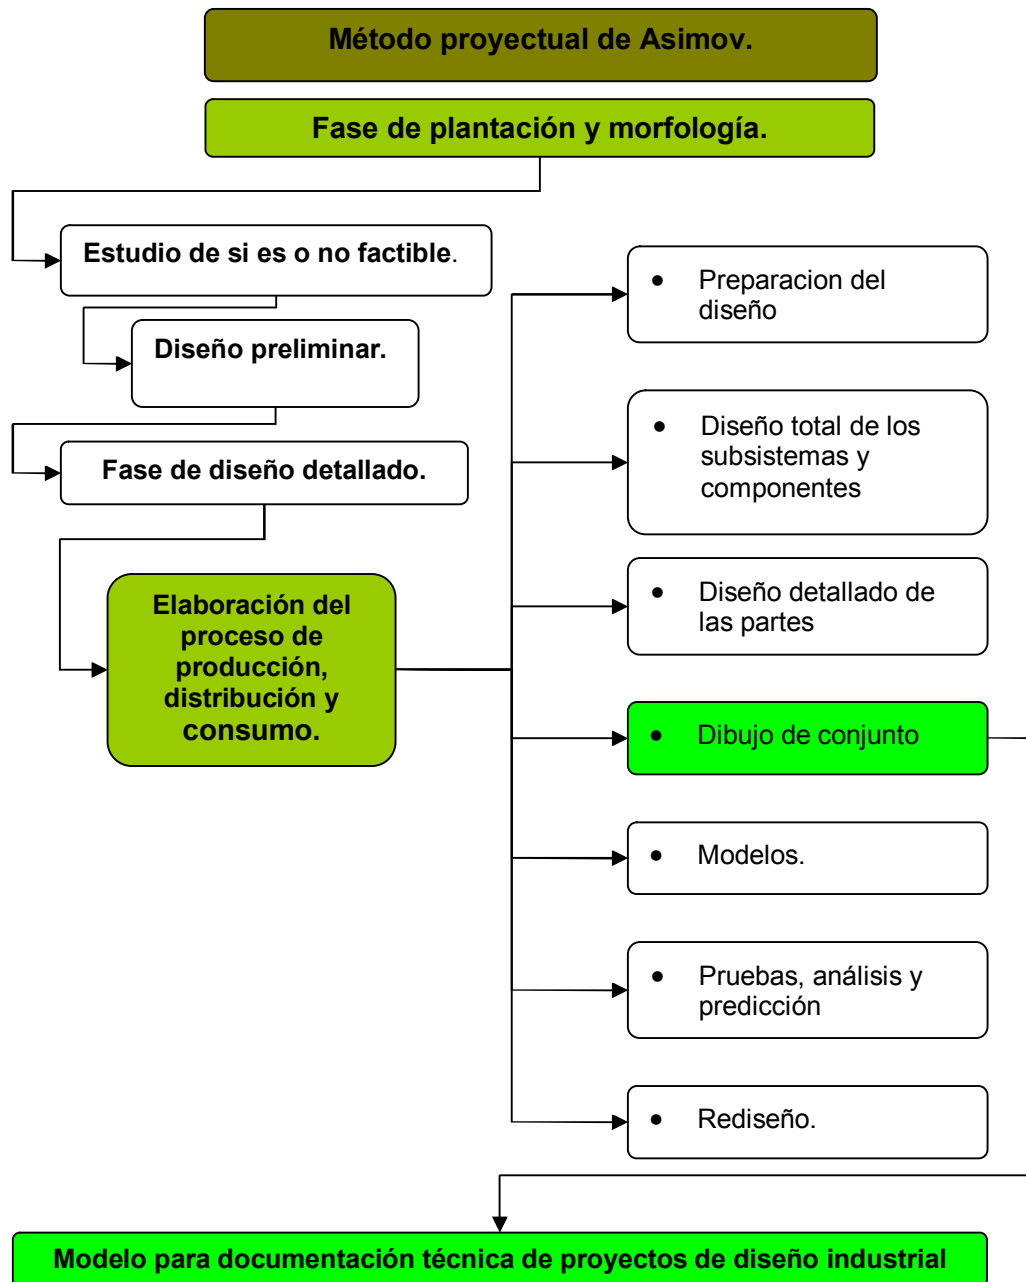 Método proyectual de Asimov.
Fase de plantación y morfología.
Estudio de si es o no factible.
Diseño preliminar.
Fase de diseño detallado.
Elaboración del
proceso de
producción,
distribución y
consumo.
• Preparacion del
diseño
• Diseño total de los
subsistemas y
componentes
• Diseño detallado de
las partes
• Dibujo de conjunto
• Modelos.
• Pruebas, análisis y
predicción
• Rediseño.
Modelo para documentación técnica de proyectos de diseño industrial